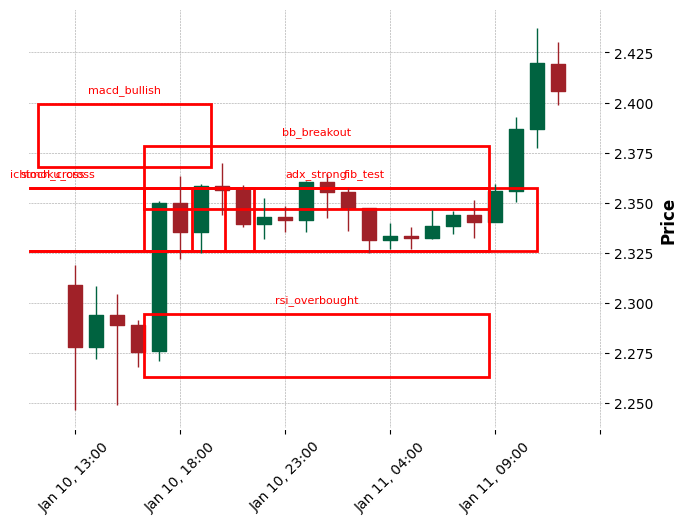 2.425
macd_bullish
2.400
bb_breakout
2.375
adx_strong
fib_test
2.350
2.325
rsi_overbought
2.300
2.275
2.250
Price
Jan 10, 13:00
Jan 10, 18:00
Jan 10, 23:00
Jan 11, 04:00
Jan 11, 09:00